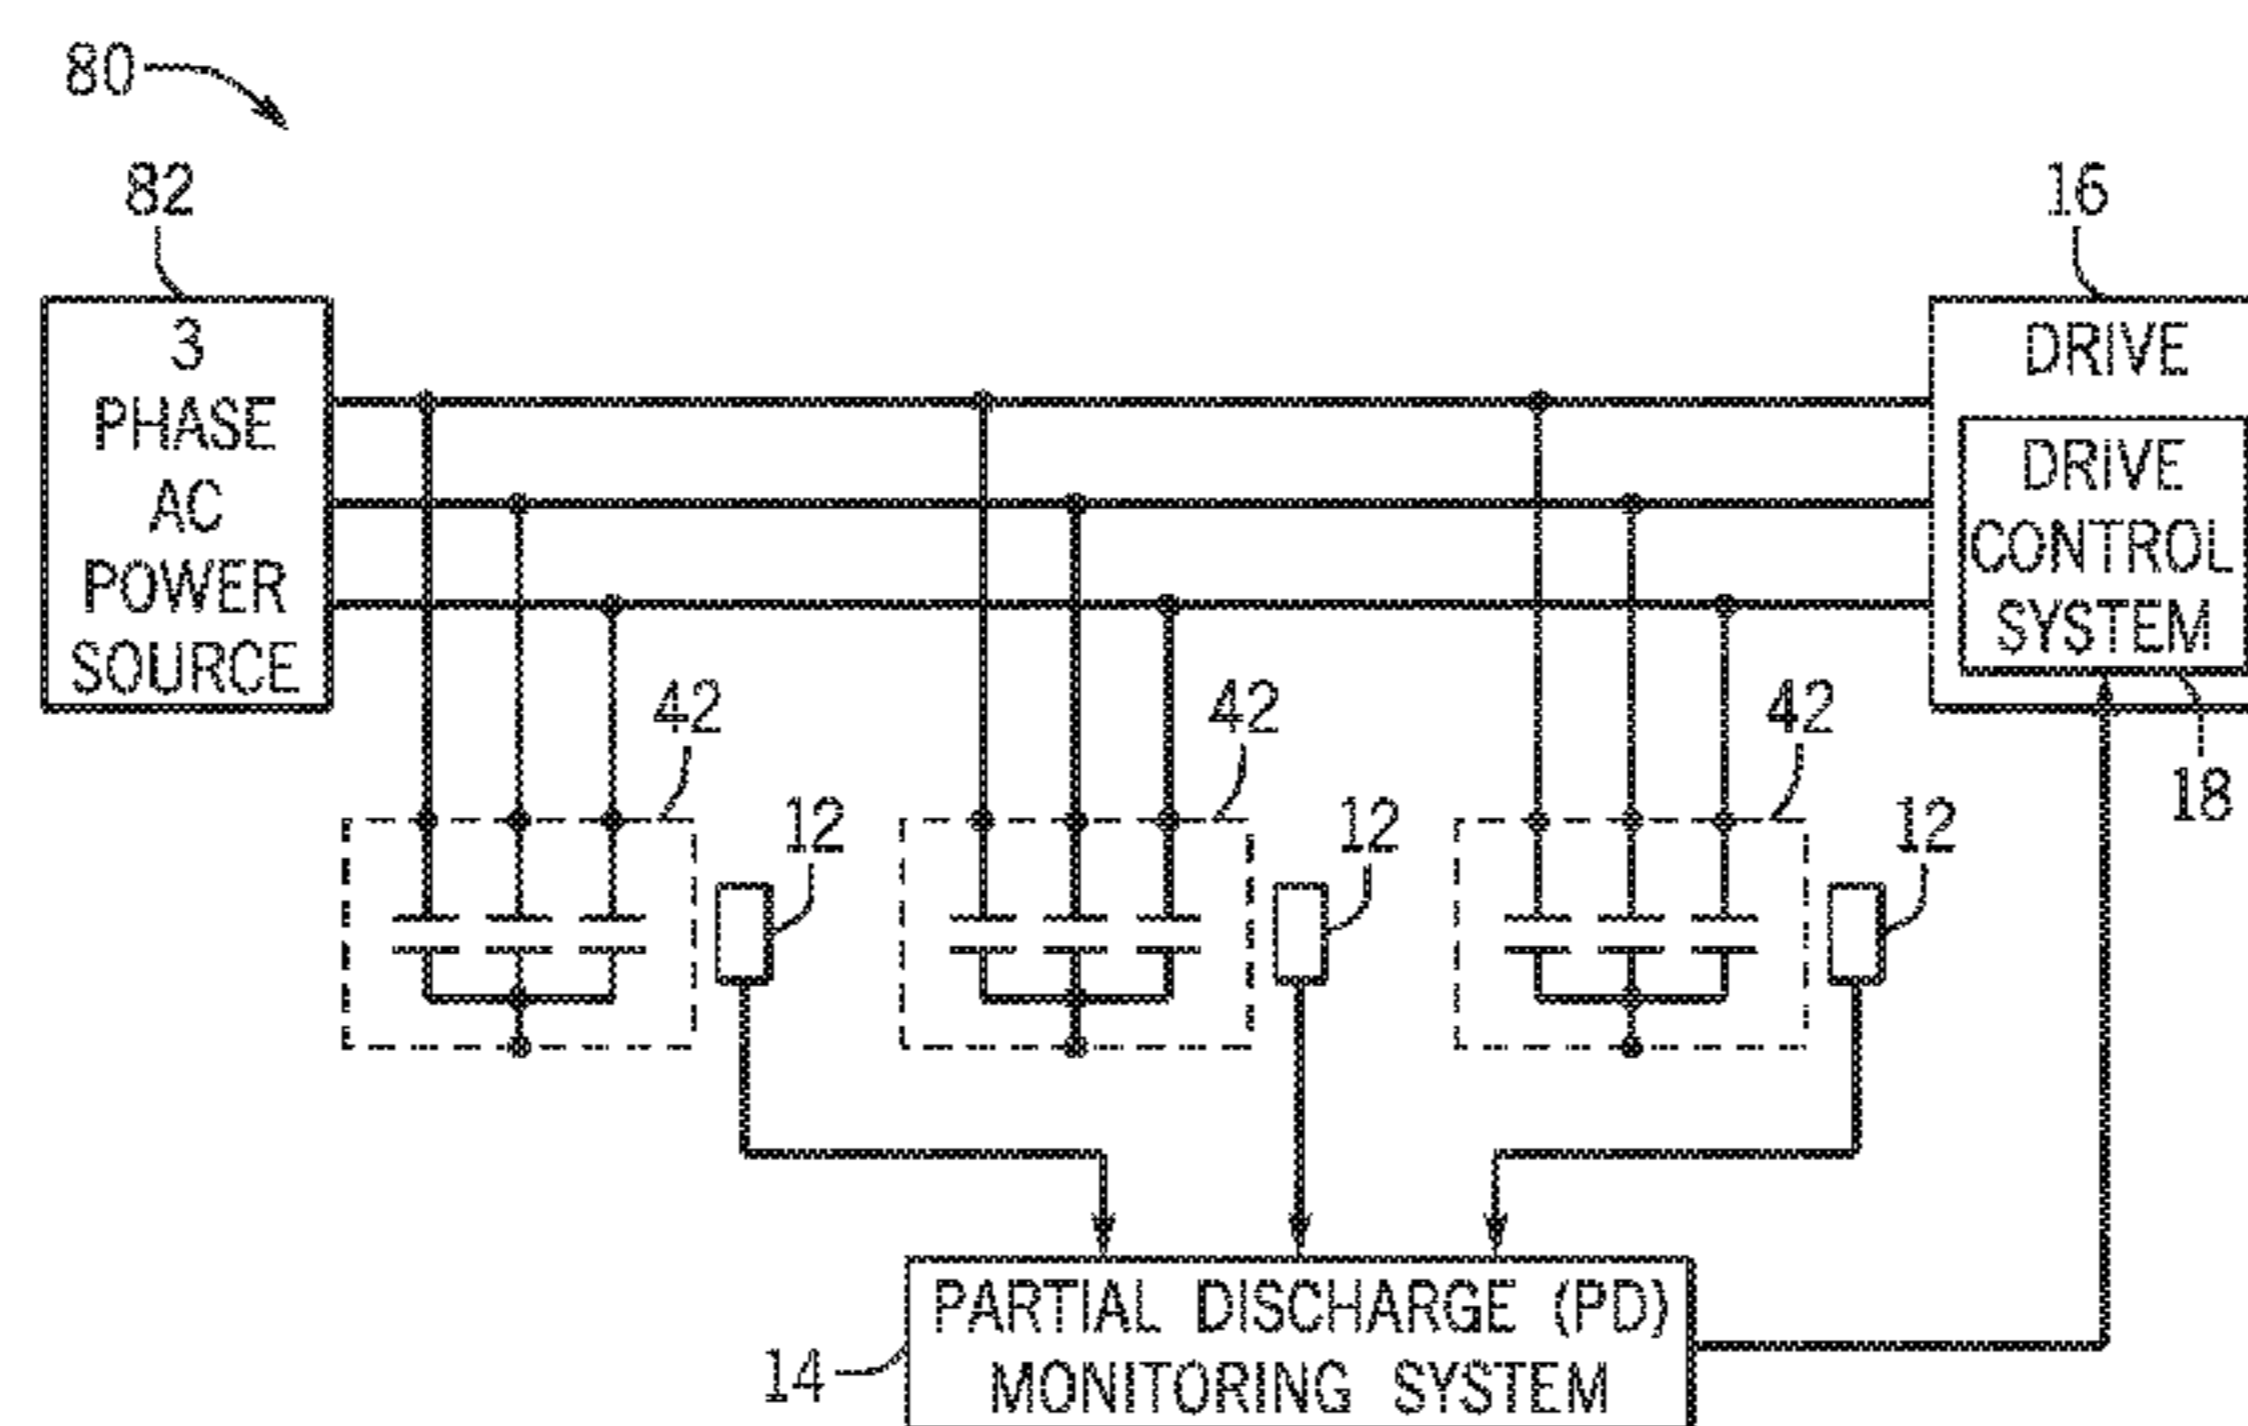 80
82
16
3
PHASE
AC
POWER
SOURCE
DRIVE
DRIVE
CONTROL
SYSTEM
42
42
42
18
12
12
12
PARTIAL DISCHARGE (PD)
MONITORING SYSTEM
14